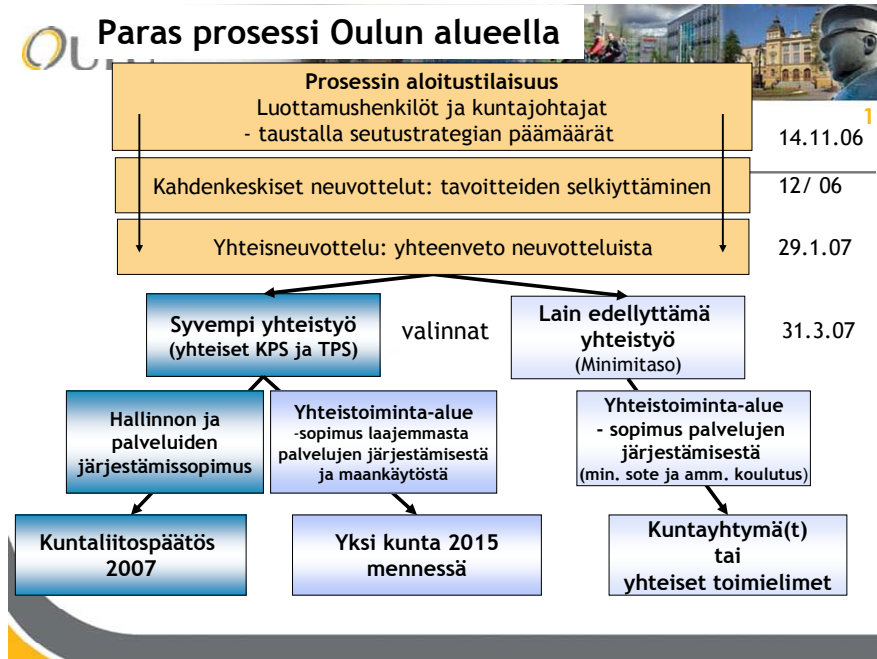 Paras prosessi Oulun alueella
Prosessin aloitustilaisuus
Luottamushenkilöt ja kuntajohtajat
- taustalla seutustrategian päämäärät
1
14.11.06
Kahdenkeskiset neuvottelut: tavoitteiden selkiyttäminen
12/ 06
Yhteisneuvottelu: yhteenveto neuvotteluista
29.1.07
Syvempi yhteistyö
(yhteiset KPS ja TPS)
valinnat
Lain edellyttämä
yhteistyö
(Minimitaso)
31.3.07
Hallinnon ja
palveluiden
järjestämissopimus
Yhteistoiminta-alue
-sopimus laajemmasta
palvelujen järjestämisestä
ja maankäytöstä
Yhteistoiminta-alue
- sopimus palvelujen
järjestämisestä
(min. sote ja amm. koulutus)
Kuntaliitospäätös
2007
Yksi kunta 2015
mennessä
Kuntayhtymä(t)
tai
yhteiset toimielimet